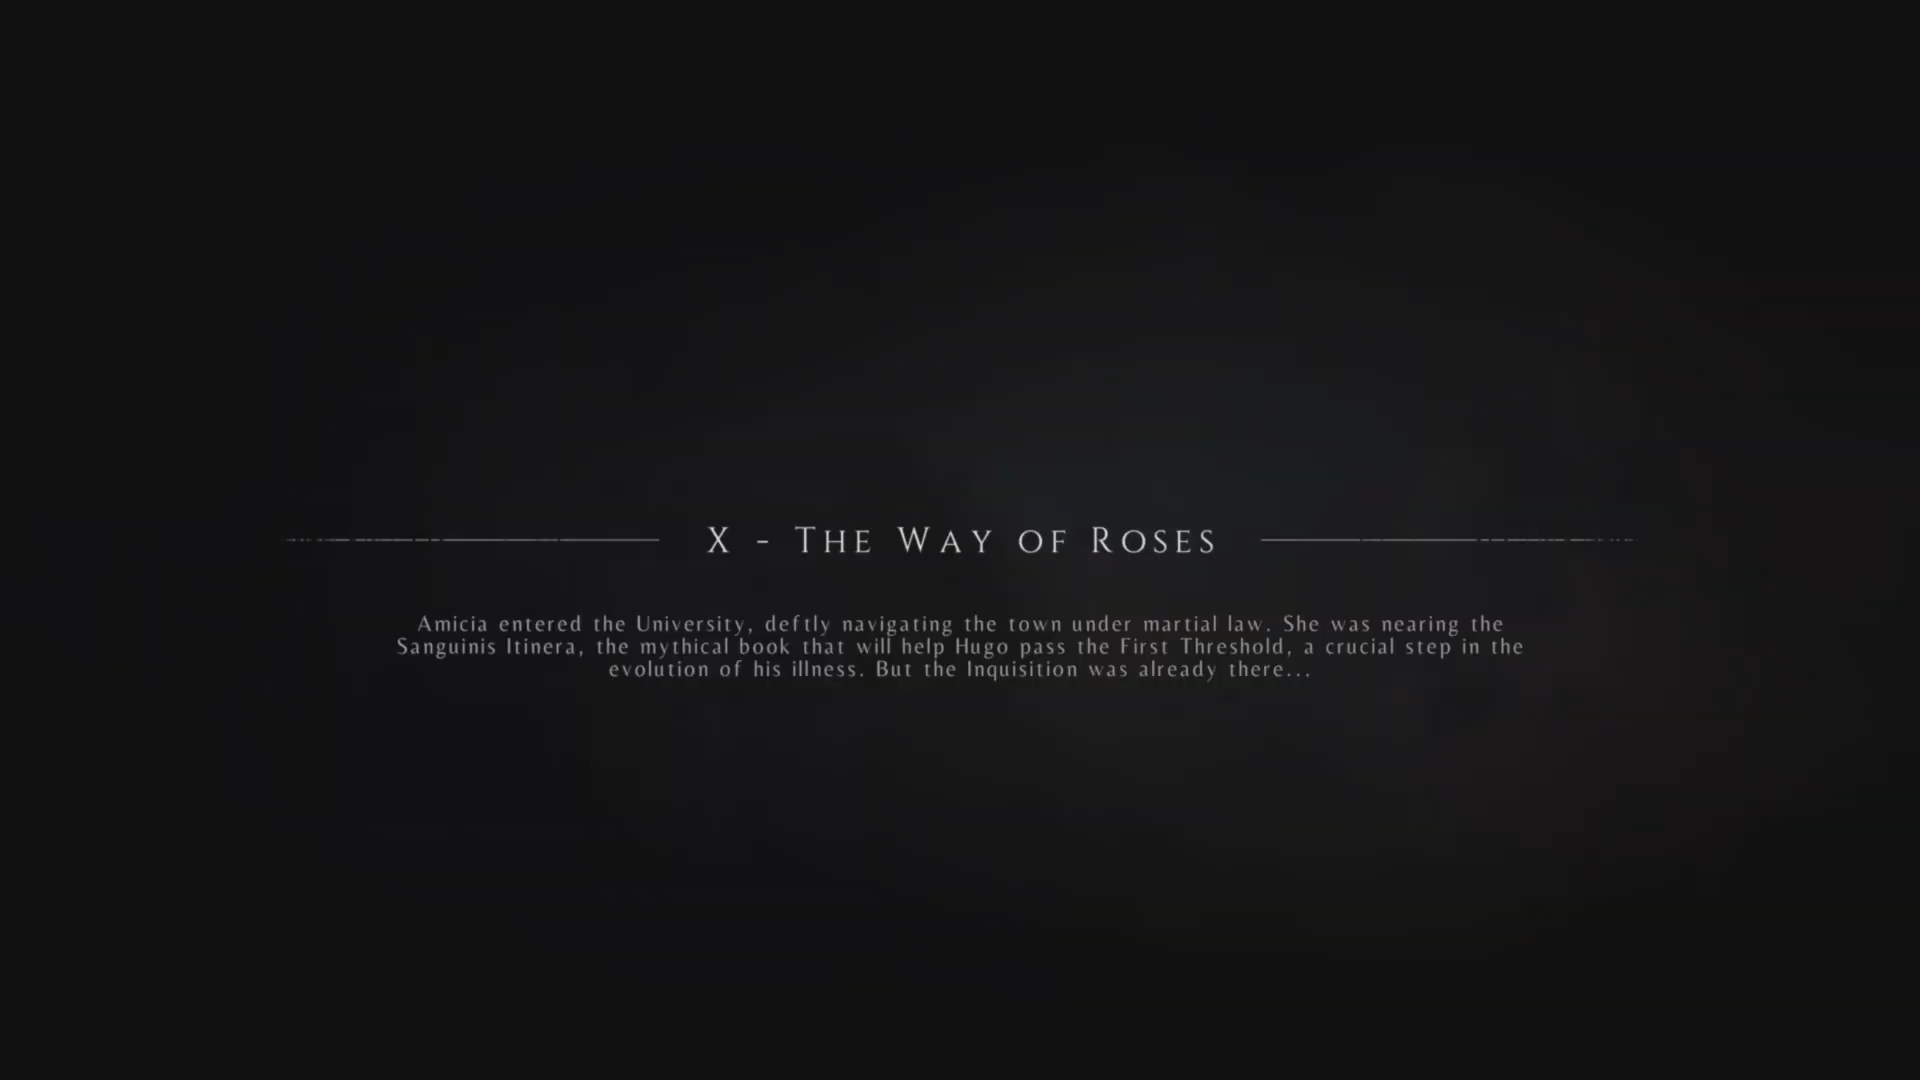 X - The Way of Roses
Amicia entered the University, deftly navigating the town under martial law. She was nearing the
Sanguinis Itinera, the mythical book that will help Hugo pass the First Threshold, a crucial step in the
evolution of his illness. But the Inquisition was already there...